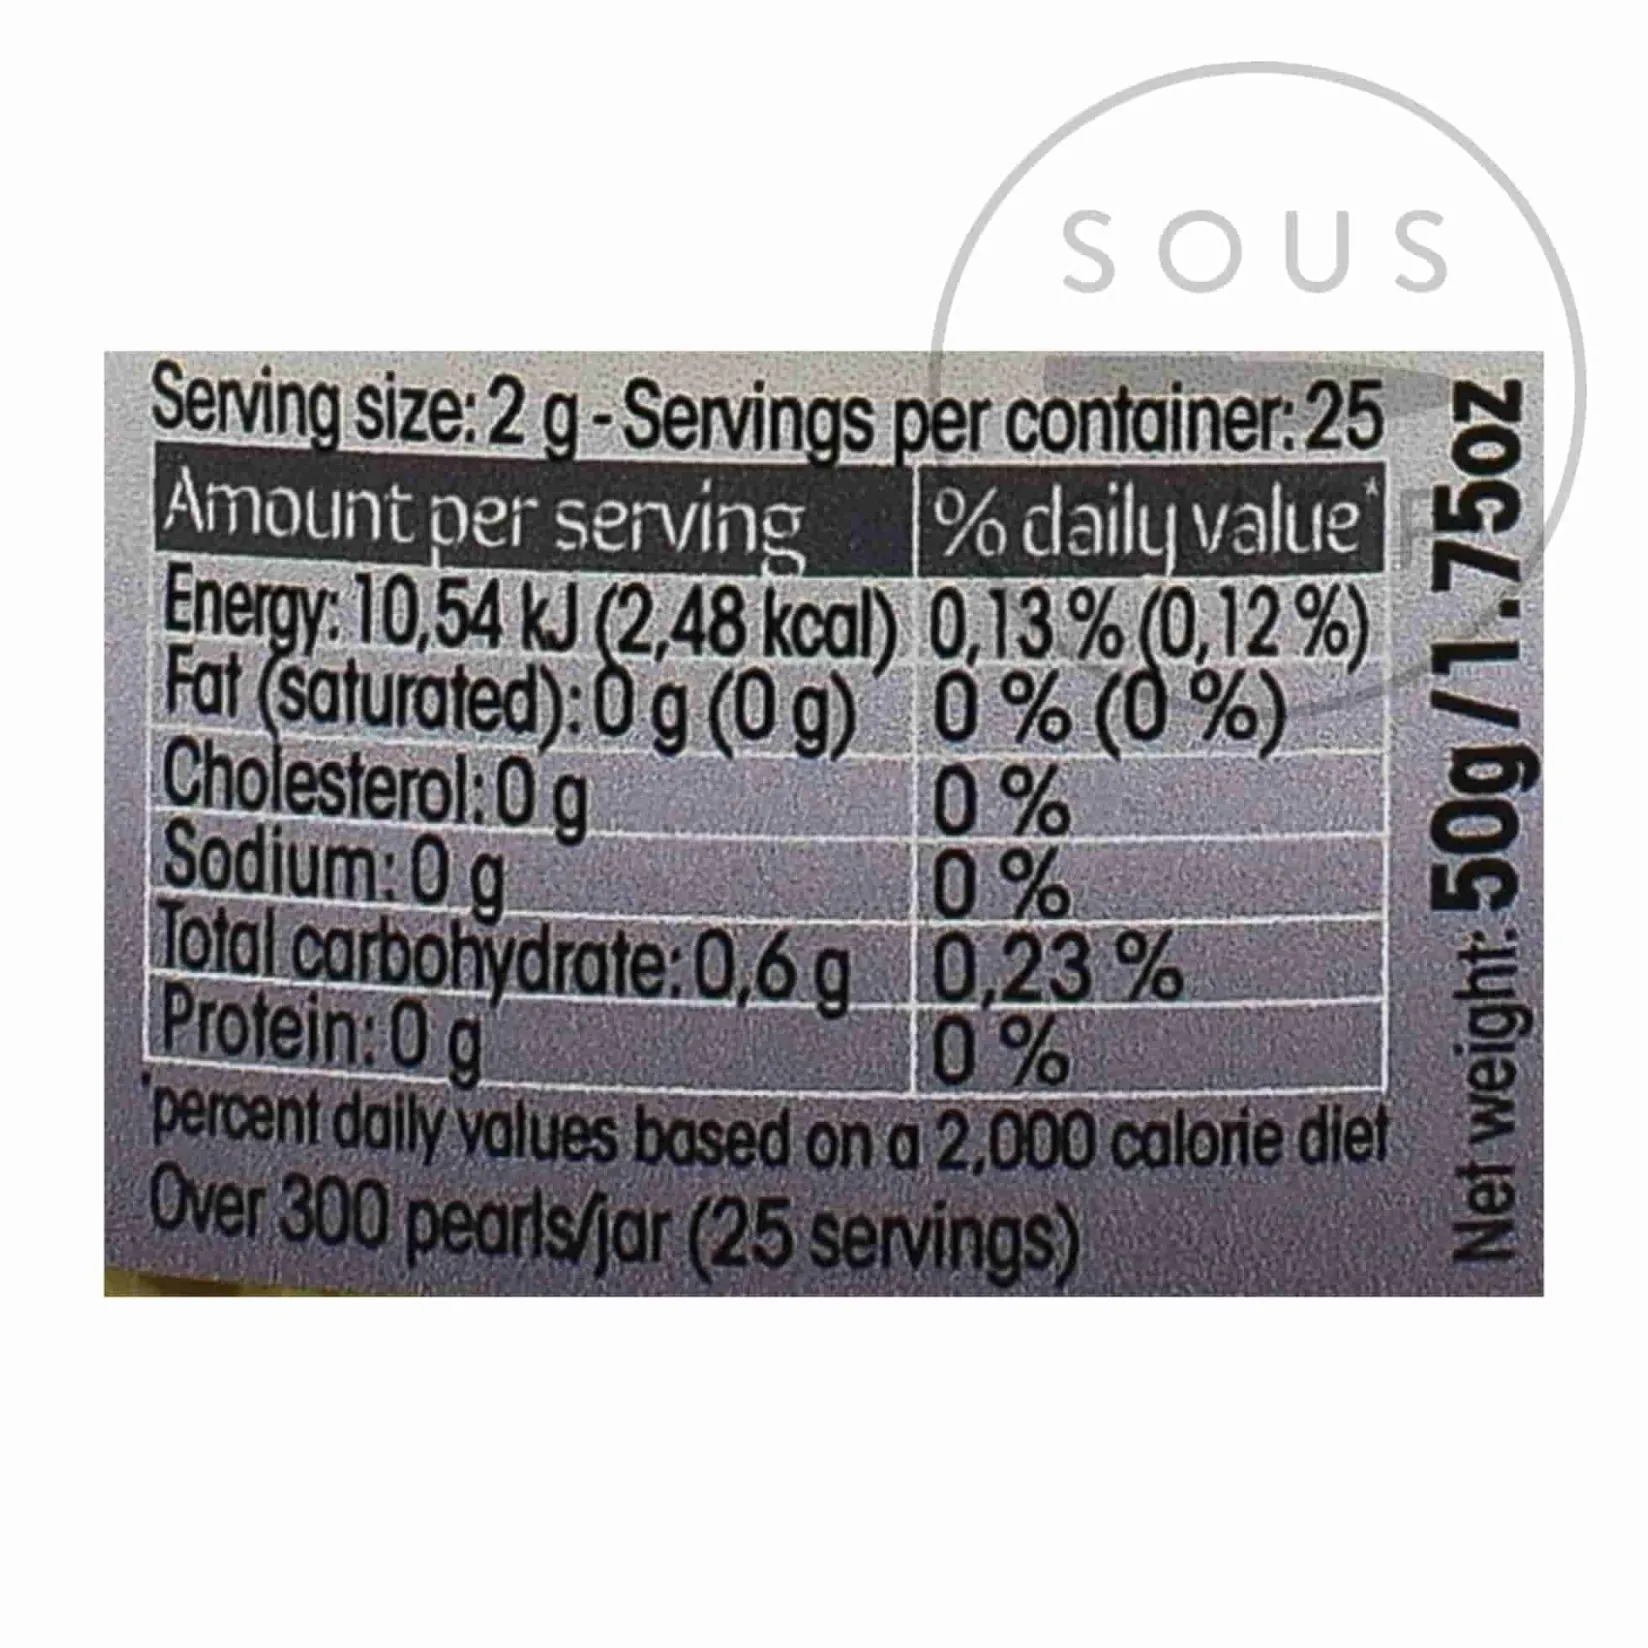 SOUS
Serving size: 2 g - Servings per container: 25
Amount per serving % daily value*
Energy: 10,54 kJ (2,48 kcal) 0,13 % (0,12 %)
Fat (saturated): 0 g (0 g) 0 % (0 %)
Cholesterol: 0 g 0 %
Sodium: 0 g 0 %
Total carbohydrate: 0,6 g 0,23 %
Protein: 0 g 0 %
*percent daily values based on a 2,000 calorie diet
Over 300 pearls/jar (25 servings)
Net weight: 50g / 1.75oz